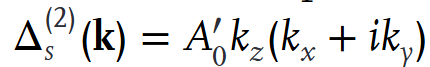 Δ_s^{(2)}(𝐤) = A′_0 k_z(k_x + ik_y)